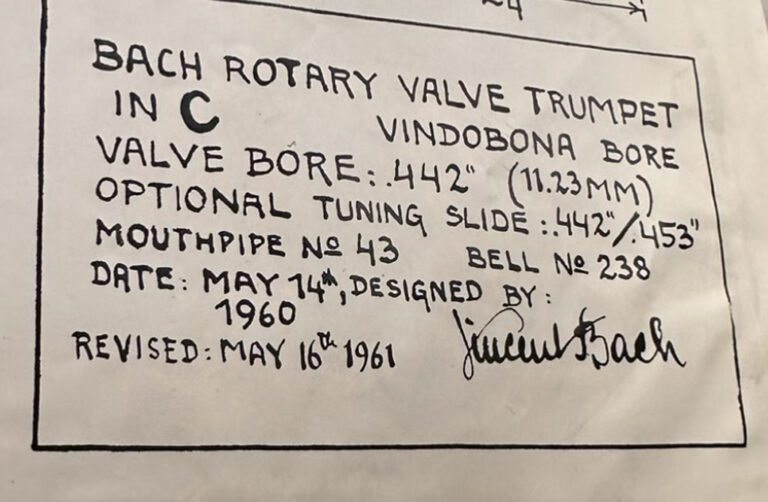 24
BACH ROTARY VALVE TRUMPET
IN C VINDOBONA BORE
VALVE BORE: .442" (11.23MM)
OPTIONAL TUNING SLIDE: .442"/.453"
MOUTHPIPE Nº 43 BELL Nº 238
DATE: MAY 14th, DESIGNED BY:
1960
REVISED: MAY 16th 1961 Vincent Bach